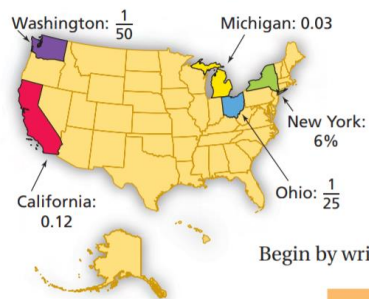 Washington: 1/50
Michigan: 0.03
New York:
6%
Ohio: 1/25
California:
0.12
Begin by wri